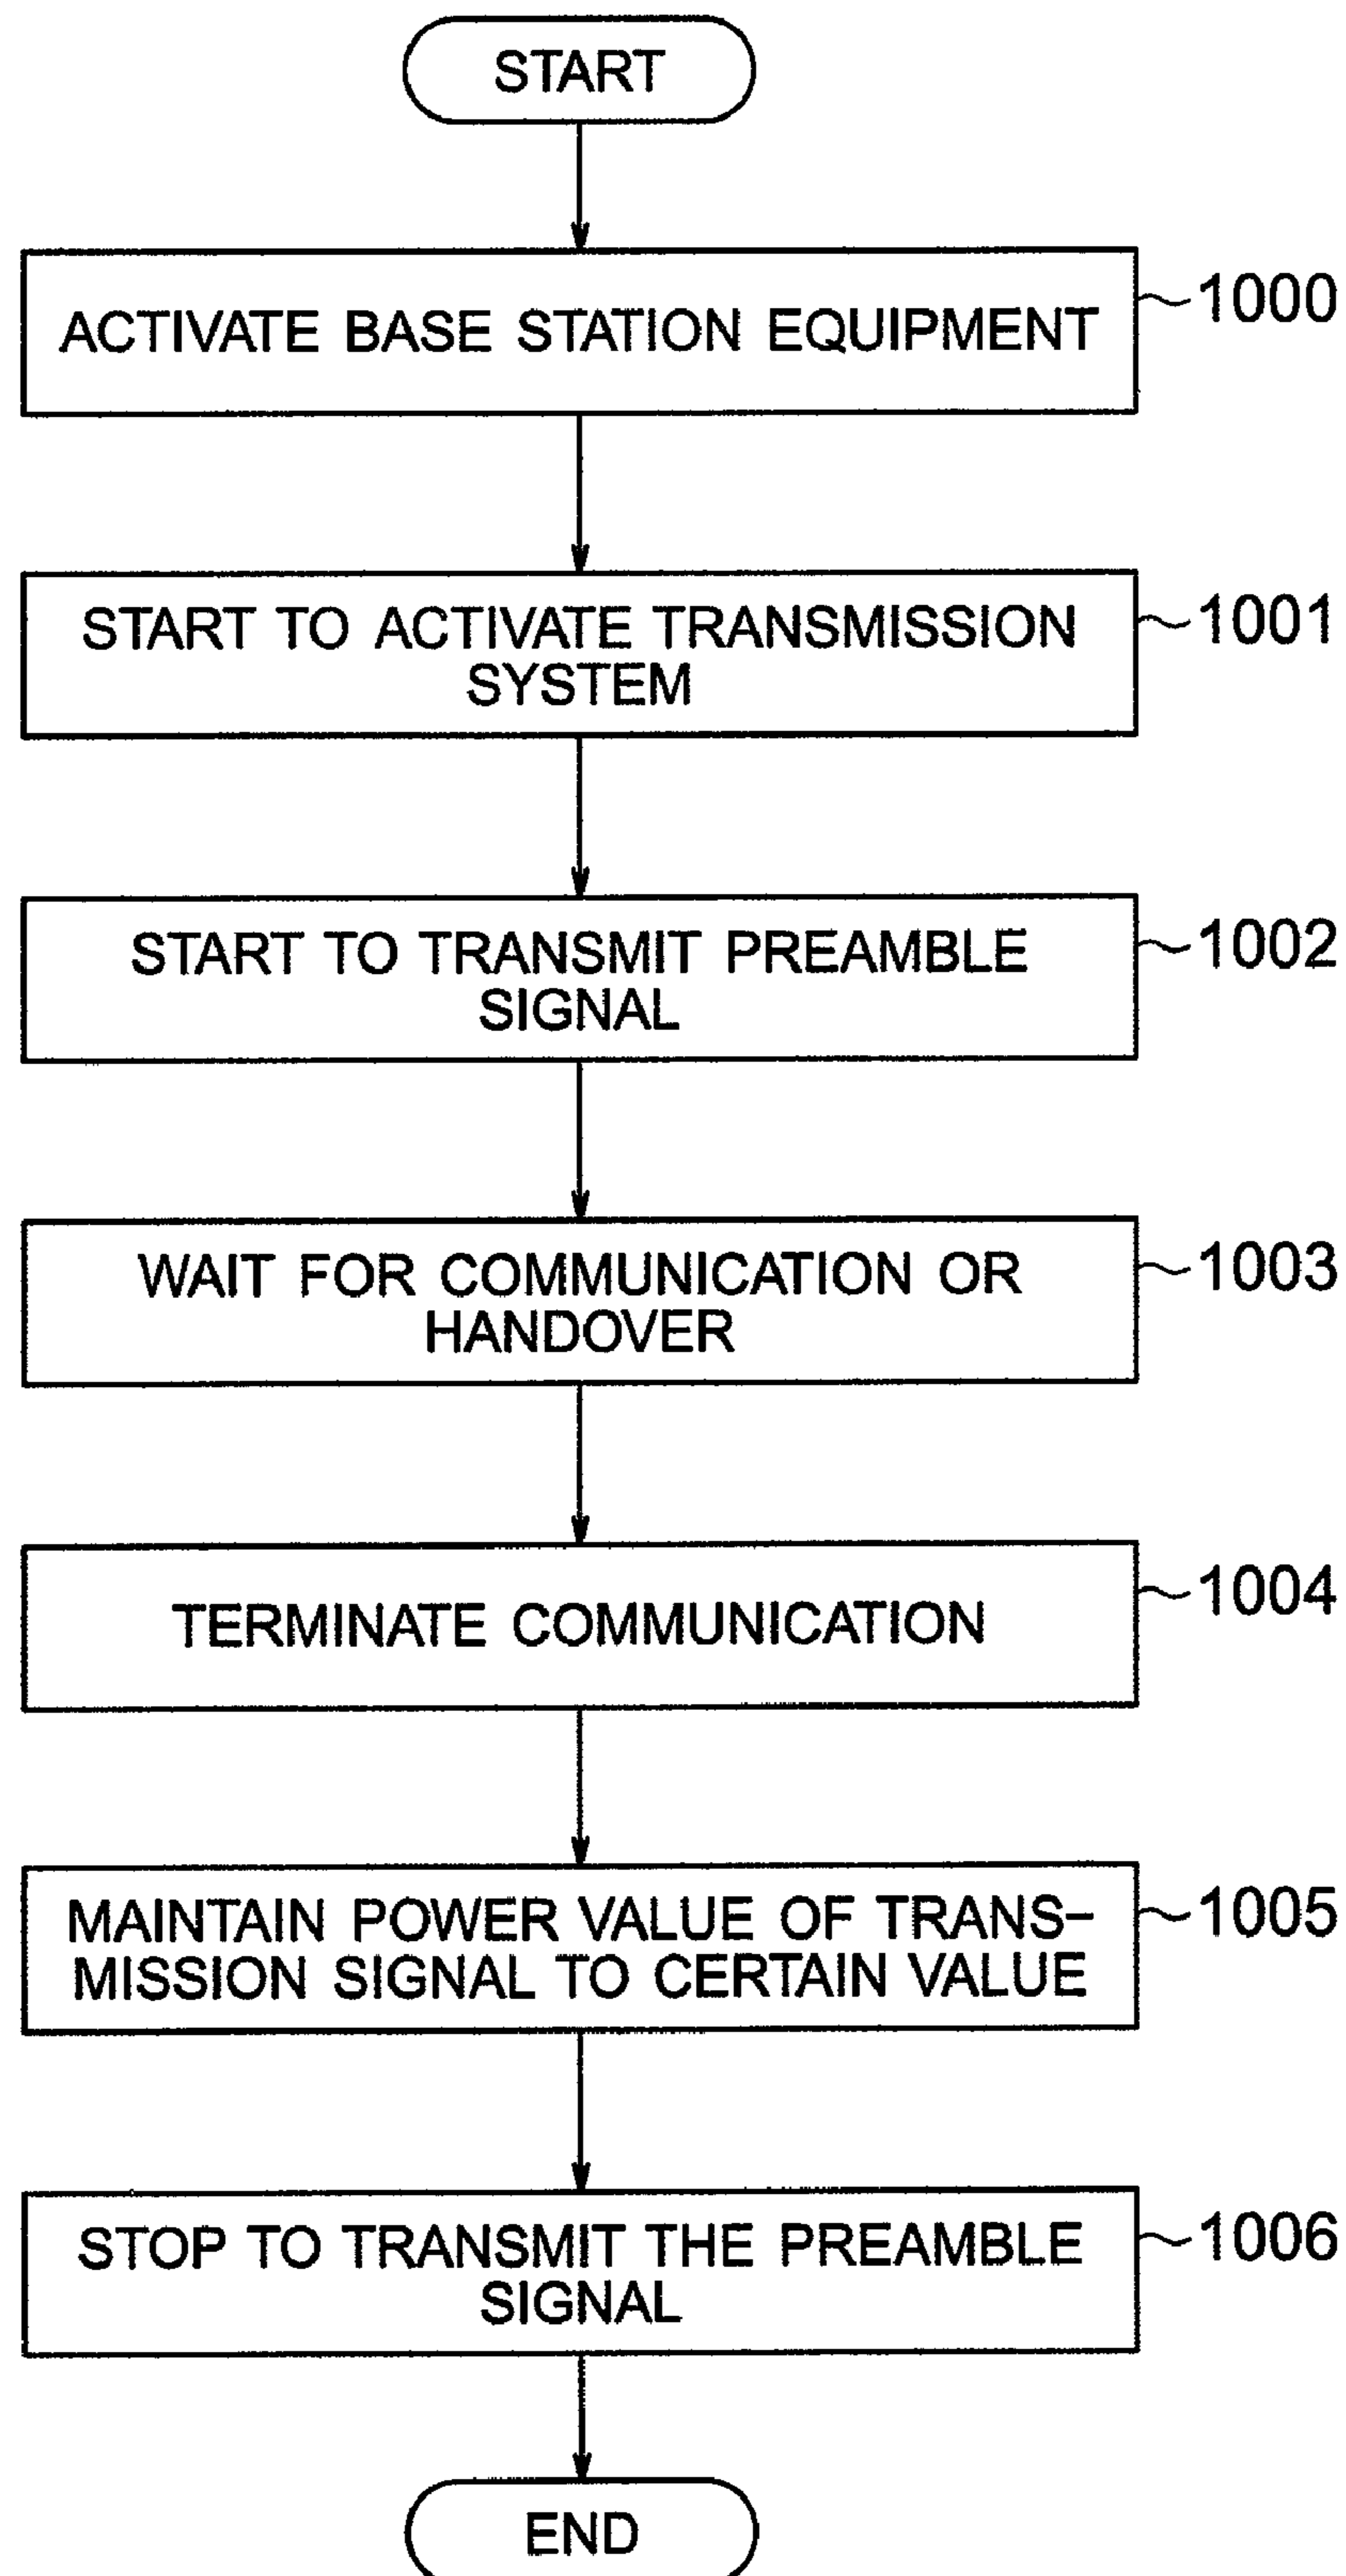 START
ACTIVATE BASE STATION EQUIPMENT
1000
START TO ACTIVATE TRANSMISSION
SYSTEM
1001
START TO TRANSMIT PREAMBLE
SIGNAL
1002
WAIT FOR COMMUNICATION OR
HANDOVER
1003
TERMINATE COMMUNICATION
1004
MAINTAIN POWER VALUE OF TRANS-
MISSION SIGNAL TO CERTAIN VALUE
1005
STOP TO TRANSMIT THE PREAMBLE
SIGNAL
1006
END